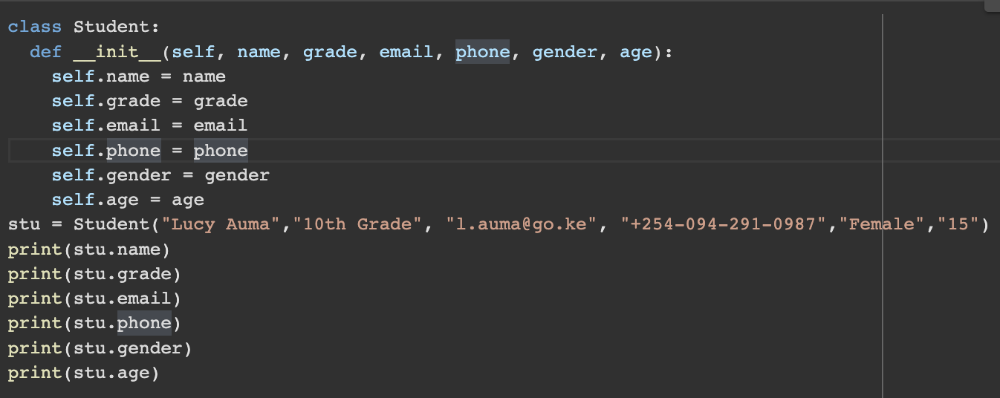 class Student:
  def __init__(self, name, grade, email, phone, gender, age):
    self.name = name
    self.grade = grade
    self.email = email
    self.phone = phone
    self.gender = gender
    self.age = age
stu = Student("Lucy Auma","10th Grade", "l.auma@go.ke", "+254-094-291-0987","Female","15")
print(stu.name)
print(stu.grade)
print(stu.email)
print(stu.phone)
print(stu.gender)
print(stu.age)